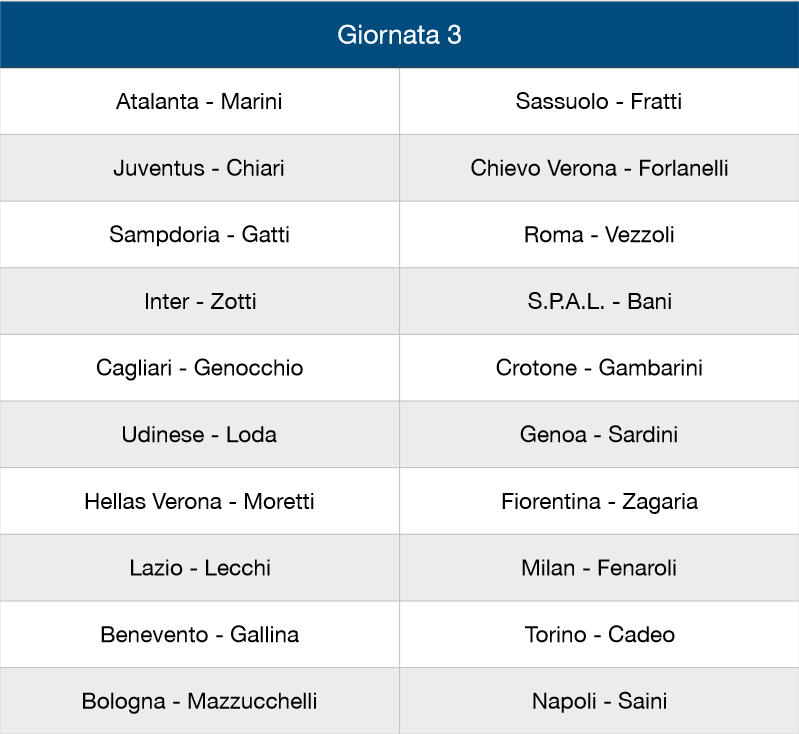 Giornata 3
Atalanta - Marini
Sassuolo - Fratti
Juventus - Chiari
Chievo Verona - Forlanelli
Sampdoria - Gatti
Roma - Vezzoli
Inter - Zotti
S.P.A.L. - Bani
Cagliari - Genocchio
Crotone - Gambarini
Udinese - Loda
Genoa - Sardini
Hellas Verona - Moretti
Fiorentina - Zagaria
Lazio - Lecchi
Milan - Fenaroli
Benevento - Gallina
Torino - Cadeo
Bologna - Mazzucchelli
Napoli - Saini